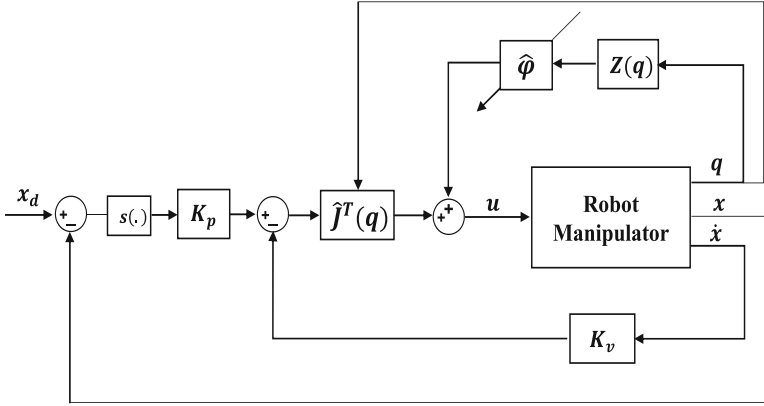 φ̂
Z(q)
q
x_d
+
−
s(.)
K_p
+
−
Ĵ^T(q)
+
+
u
Robot
Manipulator
x
ẋ
K_v